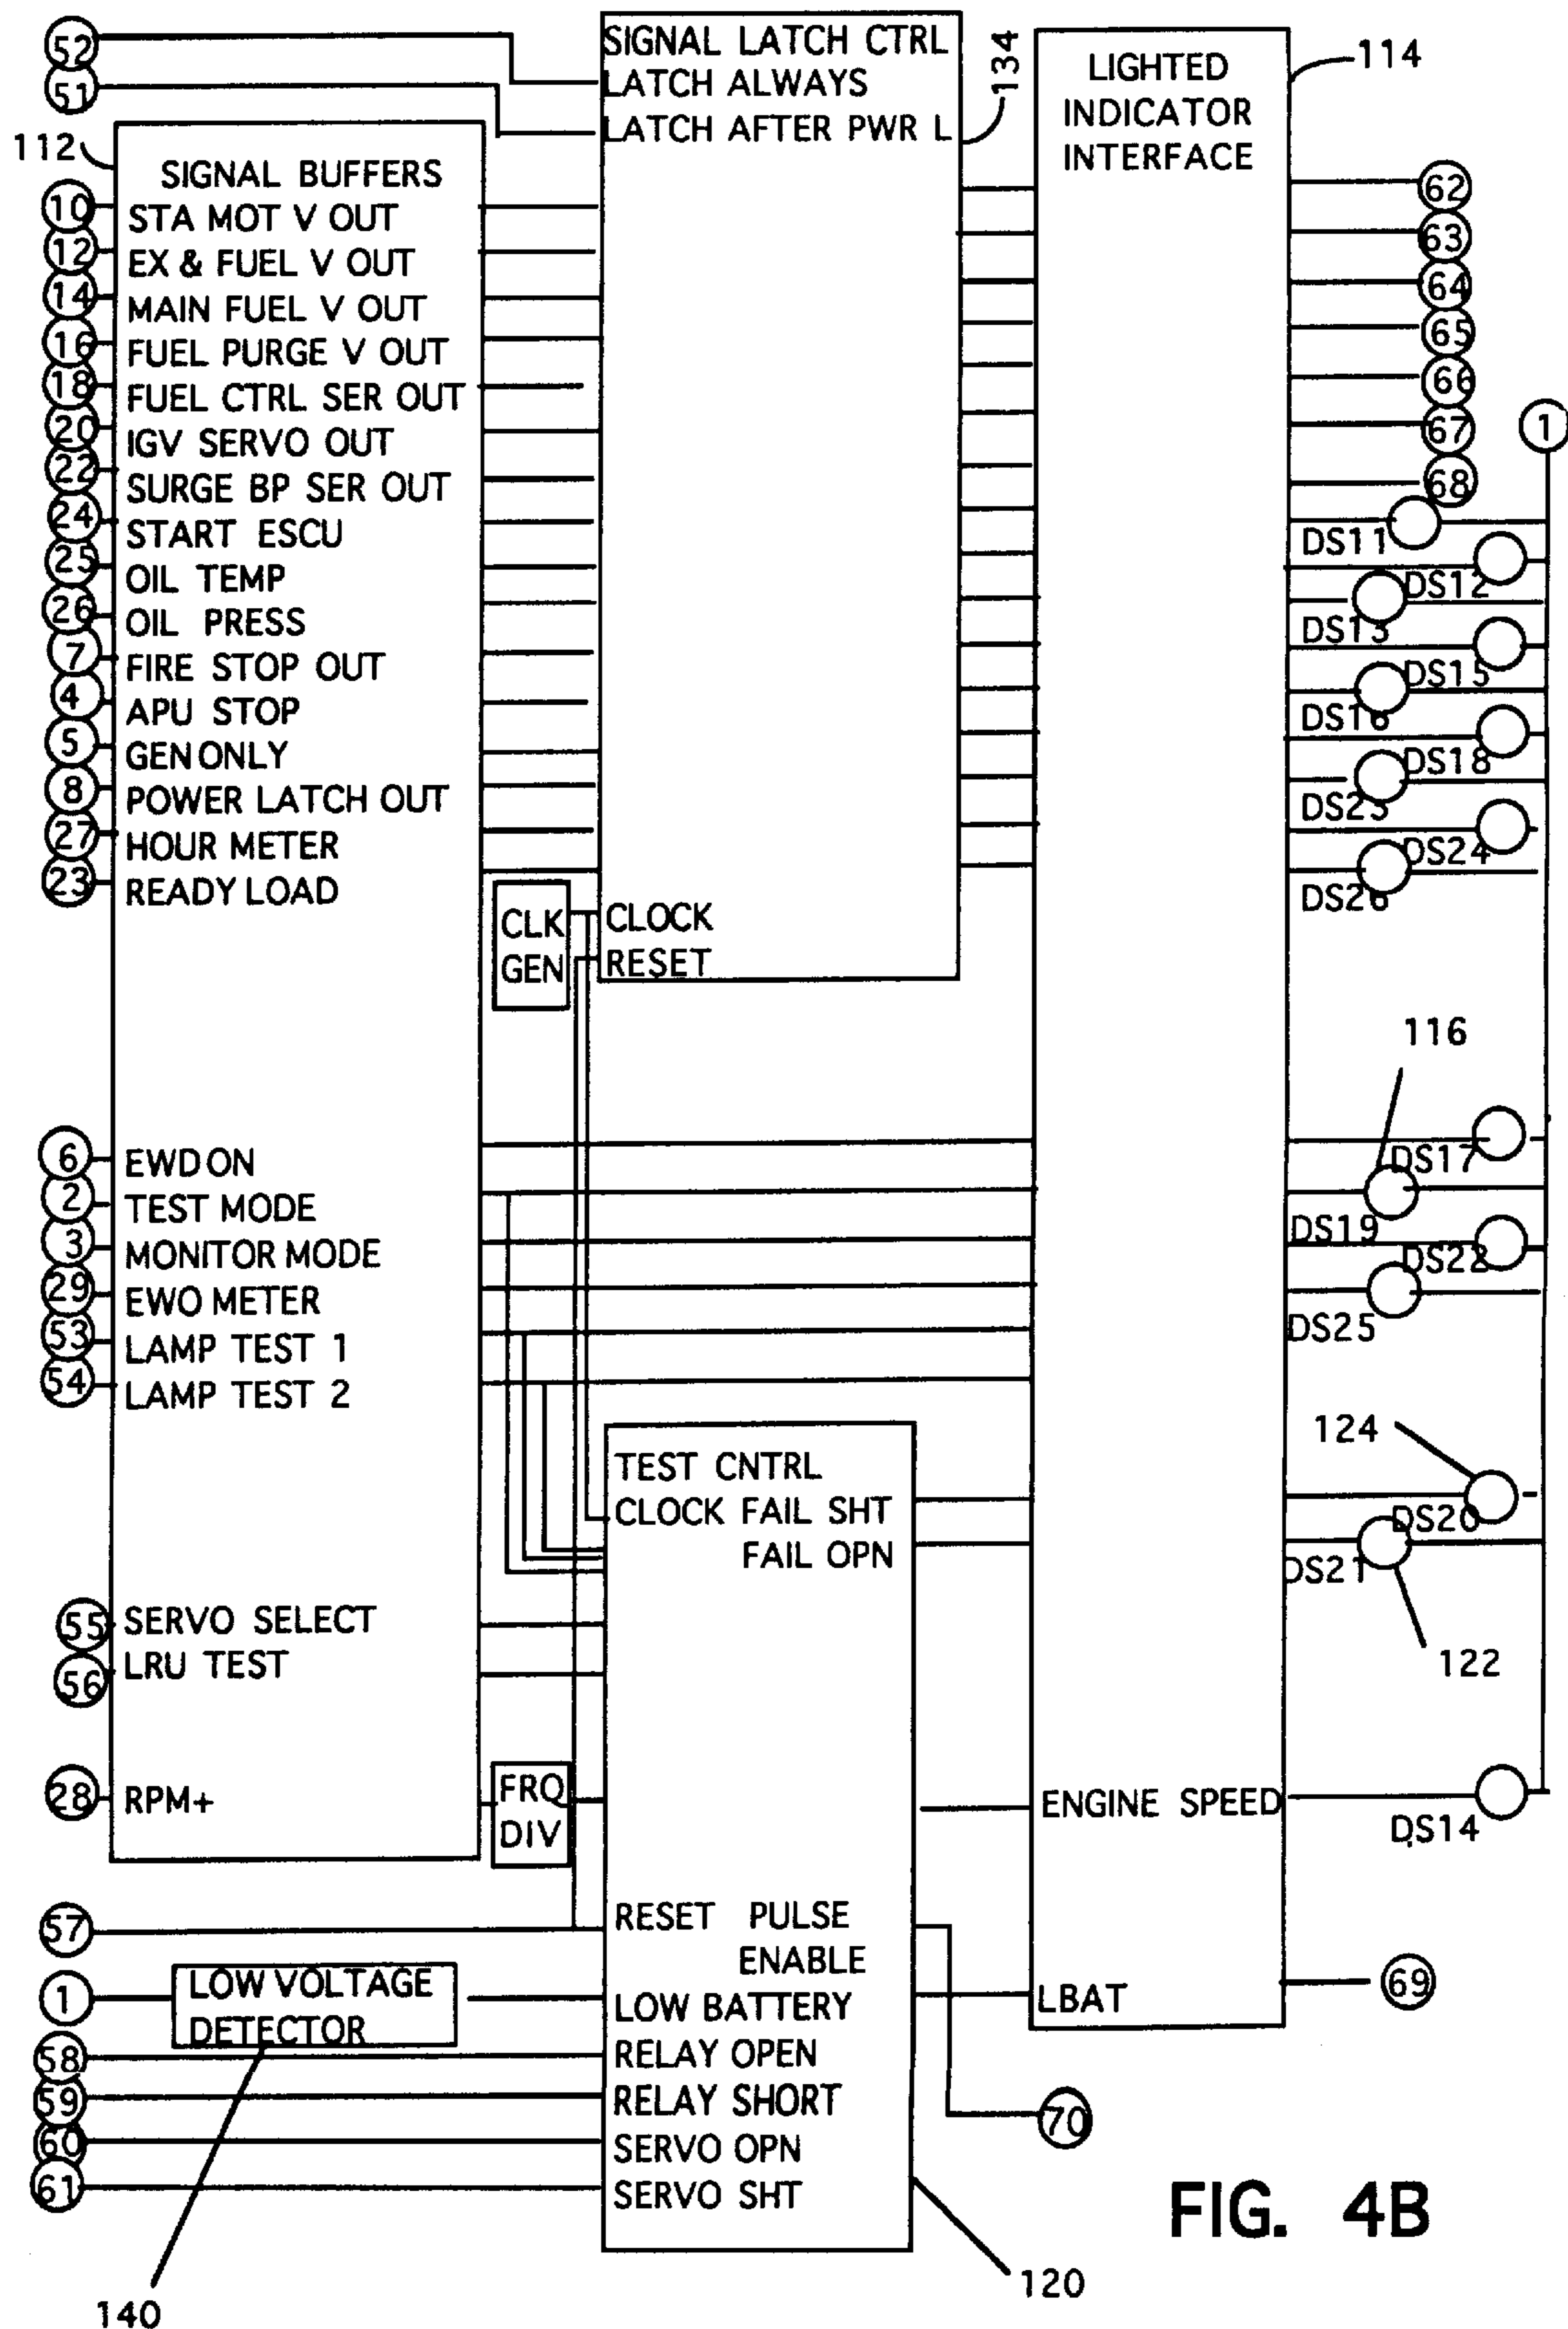 52
51
112
SIGNAL BUFFERS
10 STA MOT V OUT
12 EX & FUEL V OUT
14 MAIN FUEL V OUT
16 FUEL PURGE V OUT
18 FUEL CTRL SER OUT
20 IGV SERVO OUT
22 SURGE BP SER OUT
24 START ESCU
25 OIL TEMP
26 OIL PRESS
7 FIRE STOP OUT
4 APU STOP
5 GEN ONLY
8 POWER LATCH OUT
27 HOUR METER
23 READY LOAD
6 EWD ON
2 TEST MODE
3 MONITOR MODE
29 EWO METER
53 LAMP TEST 1
54 LAMP TEST 2
55 SERVO SELECT
56 LRU TEST
28 RPM+
SIGNAL LATCH CTRL
LATCH ALWAYS
LATCH AFTER PWR L
134
CLK
GEN
CLOCK
RESET
TEST CNTRL
CLOCK FAIL SHT
FAIL OPN
FRQ
DIV
57
RESET PULSE
ENABLE
1
LOW VOLTAGE
DETECTOR
LOW BATTERY
58 RELAY OPEN
59 RELAY SHORT
60 SERVO OPN
61 SERVO SHT
140
120
70
LIGHTED
INDICATOR
INTERFACE
114
ENGINE SPEED
LBAT
62
63
64
65
66
67
68
1
DS11
DS12
DS13
DS15
DS16
DS18
DS23
DS24
DS26
116
DS17
DS19
DS22
DS25
124
DS20
DS21
122
DS14
69
FIG. 4B